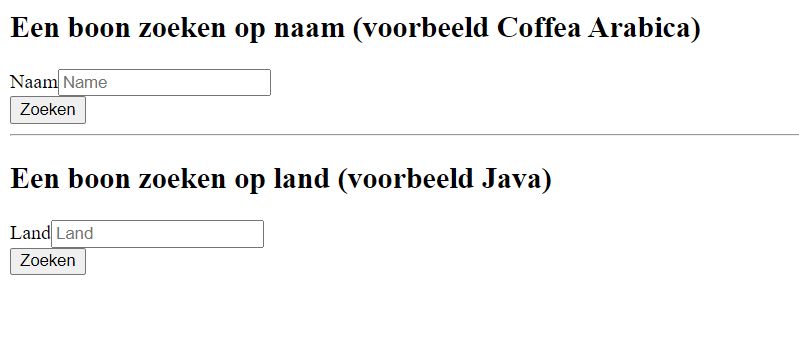 Een boon zoeken op naam (voorbeeld Coffea Arabica)
Naam Name
Zoeken
Een boon zoeken op land (voorbeeld Java)
Land Land
Zoeken